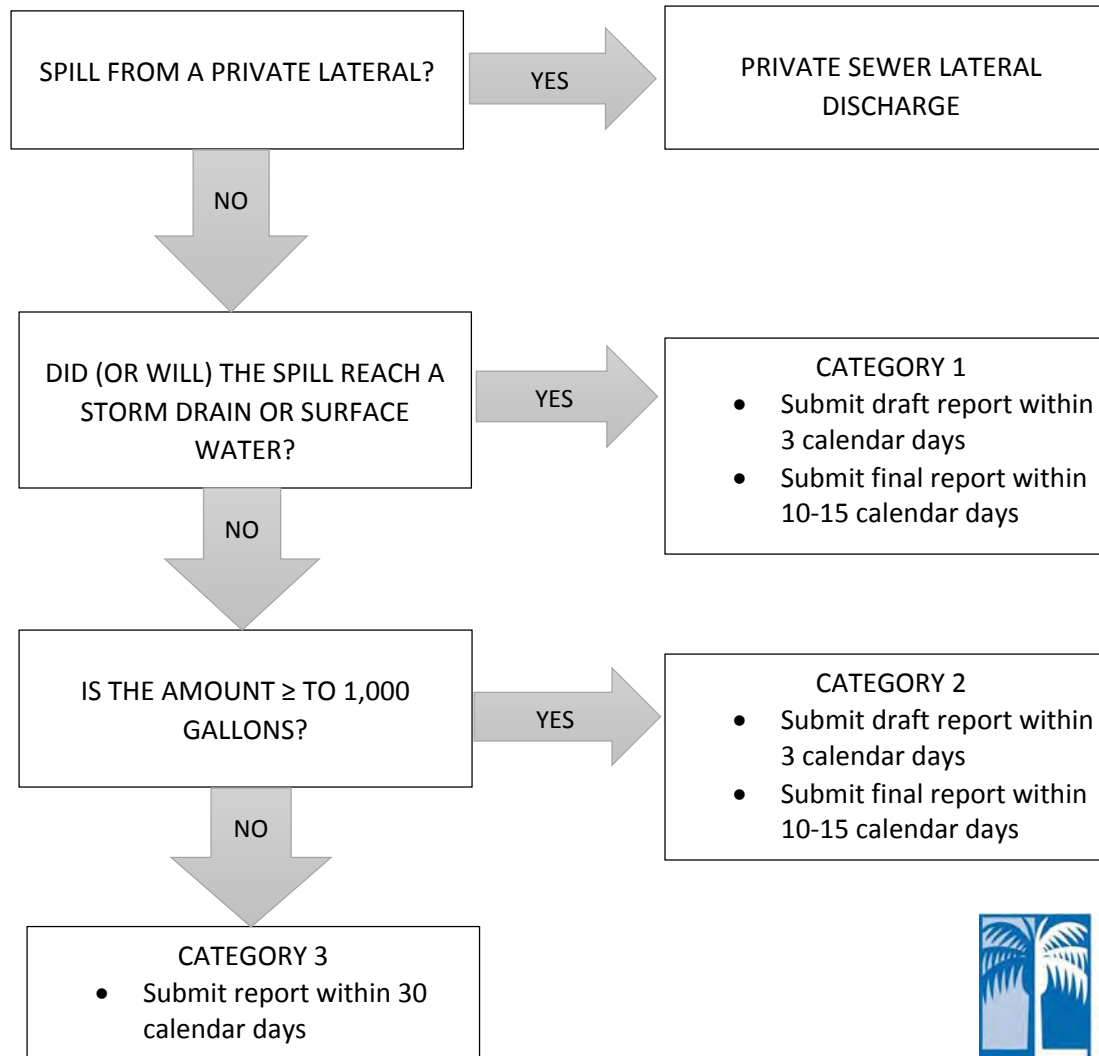 SPILL FROM A PRIVATE LATERAL?
YES
PRIVATE SEWER LATERAL
DISCHARGE
NO
DID (OR WILL) THE SPILL REACH A
STORM DRAIN OR SURFACE
WATER?
YES
CATEGORY 1
• Submit draft report within
3 calendar days
• Submit final report within
10-15 calendar days
NO
IS THE AMOUNT ≥ TO 1,000
GALLONS?
YES
CATEGORY 2
• Submit draft report within
3 calendar days
• Submit final report within
10-15 calendar days
NO
CATEGORY 3
• Submit report within 30
calendar days